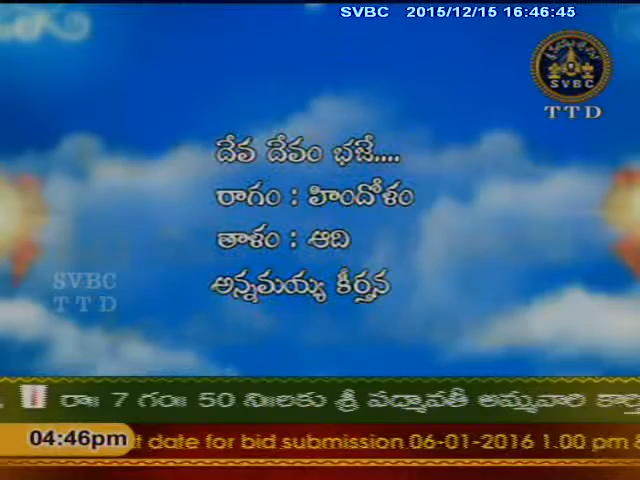 SVBC 2015/12/15 16:46:45
SVBC
TTD
దేవ దేవం భజే....
రాగం : హిందోళం
తాళం : ఆది
అన్నమయ్య కీర్తన
SVBC
TTD
రాః 7 గంః 50 నిఃలకు శ్రీ పద్మావతీ అమ్మవారి
04:46pm
date for bid submission 06-01-2016 1.00 pm &